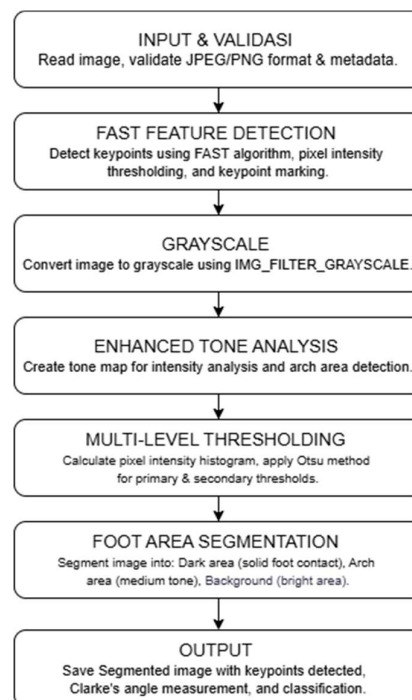 INPUT & VALIDASI
Read image, validate JPEG/PNG format & metadata.
FAST FEATURE DETECTION
Detect keypoints using FAST algorithm, pixel intensity
thresholding, and keypoint marking.
GRAYSCALE
Convert image to grayscale using IMG_FILTER_GRAYSCALE.
ENHANCED TONE ANALYSIS
Create tone map for intensity analysis and arch area detection.
MULTI-LEVEL THRESHOLDING
Calculate pixel intensity histogram, apply Otsu method
for primary & secondary thresholds.
FOOT AREA SEGMENTATION
Segment image into: Dark area (solid foot contact), Arch
area (medium tone), Background (bright area).
OUTPUT
Save Segmented image with keypoints detected,
Clarke's angle measurement, and classification.